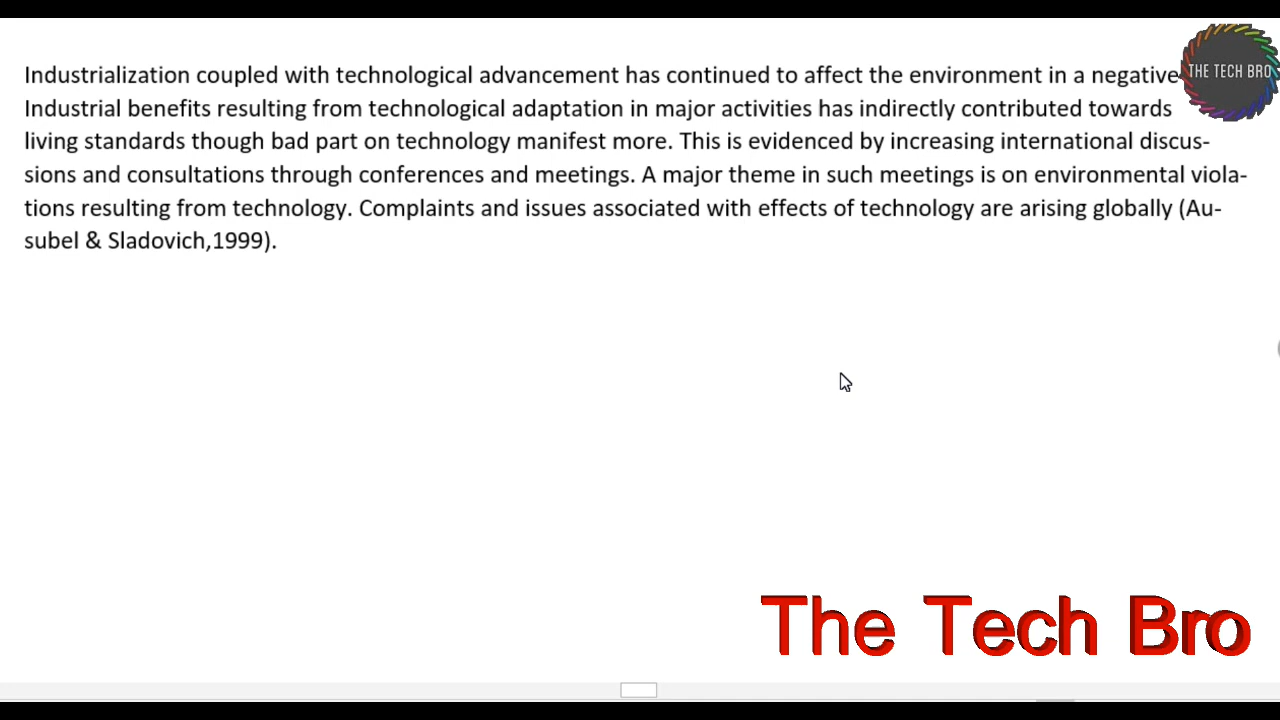 Industrialization coupled with technological advancement has continued to affect the environment in a negative
THE TECH BRO
Industrial benefits resulting from technological adaptation in major activities has indirectly contributed towards
living standards though bad part on technology manifest more. This is evidenced by increasing international discus-
sions and consultations through conferences and meetings. A major theme in such meetings is on environmental viola-
tions resulting from technology. Complaints and issues associated with effects of technology are arising globally (Au-
subel & Sladovich,1999).
The Tech Bro